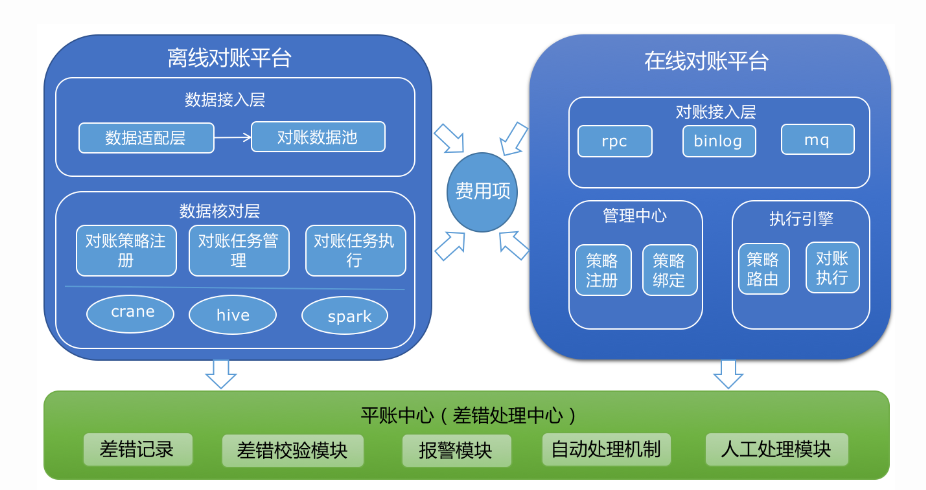 离线对账平台
数据接入层
数据适配层
对账数据池
数据核对层
对账策略注
册
对账任务管
理
对账任务执
行
crane
hive
spark
费用项
在线对账平台
对账接入层
rpc
binlog
mq
管理中心
策略
注册
策略
绑定
执行引擎
策略
路由
对账
执行
平账中心（差错处理中心）
差错记录
差错校验模块
报警模块
自动处理机制
人工处理模块